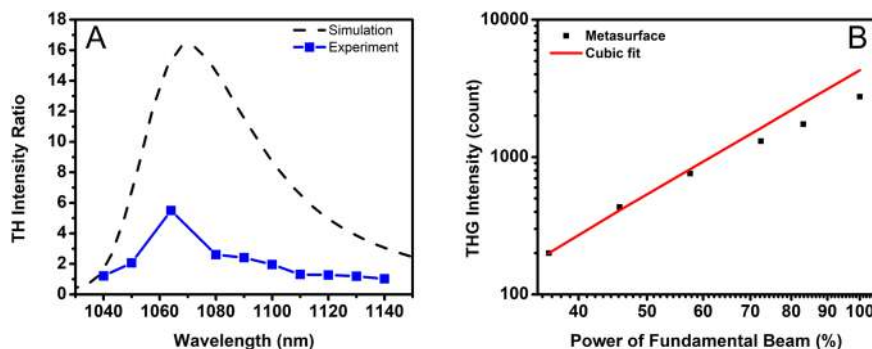 A
Simulation
Experiment
TH Intensity Ratio
18
16
14
12
10
8
6
4
2
0
1040 1060 1080 1100 1120 1140
Wavelength (nm)
B
Metasurface
Cubic fit
THG Intensity (count)
10000
1000
100
40 50 60 70 80 90 100
Power of Fundamental Beam (%)